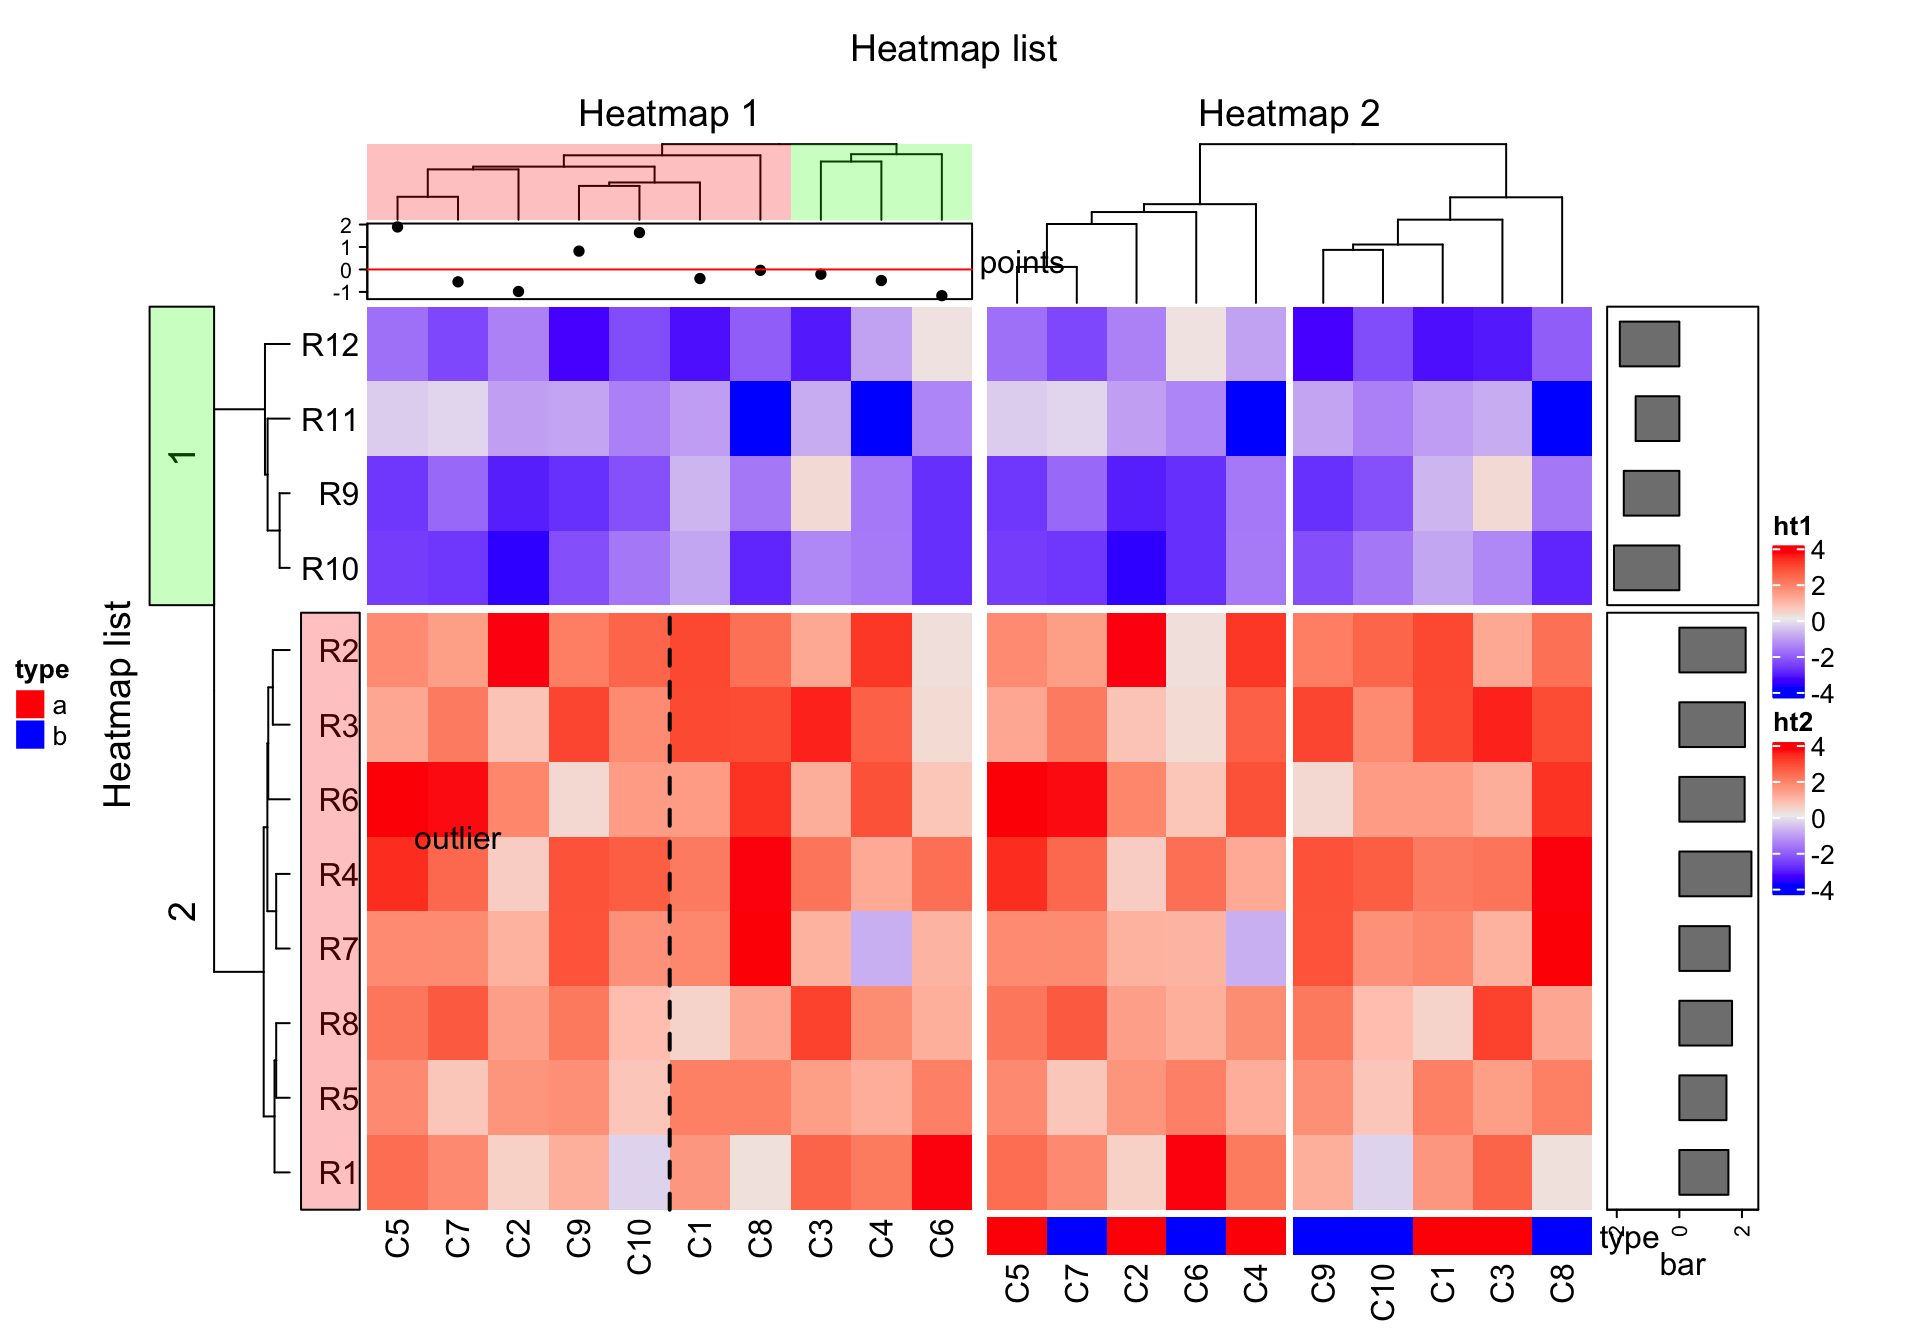 Heatmap list
Heatmap 1
Heatmap 2
2
1
0
-1
points
1
2
Heatmap list
type
a
b
R12
R11
R9
R10
R2
R3
R6
R4
R7
R8
R5
R1
outlier
C5 C7 C2 C9 C10 C1 C8 C3 C4 C6
C5 C7 C2 C6 C4 C9 C10 C1 C3 C8
type
-2 0 2
bar
ht1
4
2
0
-2
-4
ht2
4
2
0
-2
-4